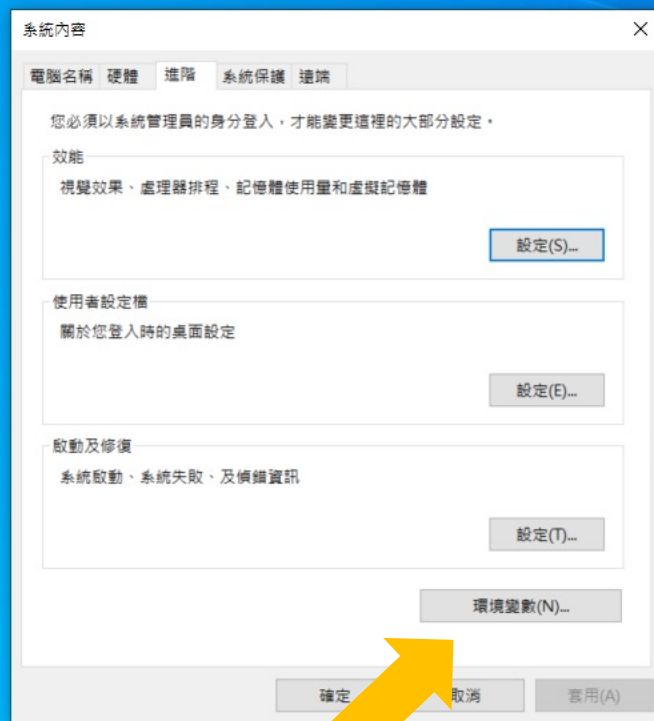 系統內容
電腦名稱 硬體 進階 系統保護 遠端
您必須以系統管理員的身分登入，才能變更這裡的大部分設定。
效能
視覺效果、處理器排程、記憶體使用量和虛擬記憶體
設定(S)...
使用者設定檔
關於您登入時的桌面設定
設定(E)...
啟動及修復
系統啟動、系統失敗、及偵錯資訊
設定(T)...
環境變數(N)...
確定 取消 套用(A)